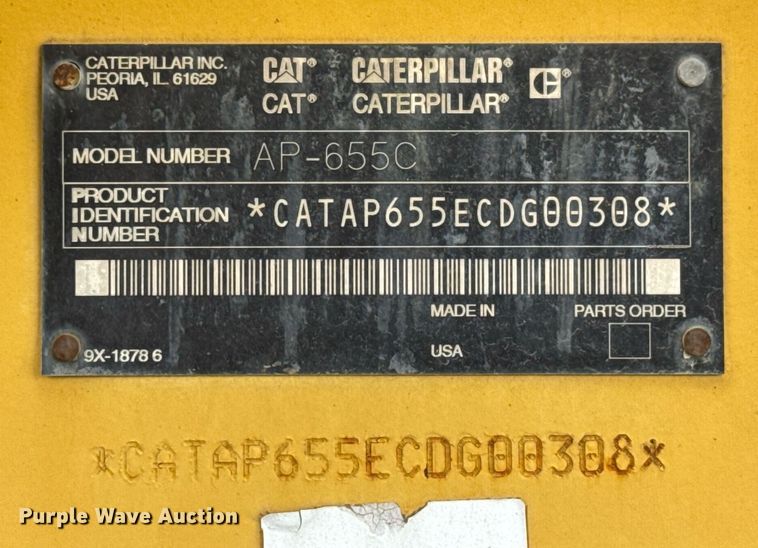 CATERPILLAR INC.
PEORIA, IL 61629
USA
CAT® CATERPILLAR® C®
CAT® CATERPILLAR®
MODEL NUMBER AP-655C
PRODUCT
IDENTIFICATION
NUMBER
*CATAP655ECDG00308*
MADE IN PARTS ORDER
9X-1878 6 USA
*CATAP655ECDG00308*
Purple Wave Auction